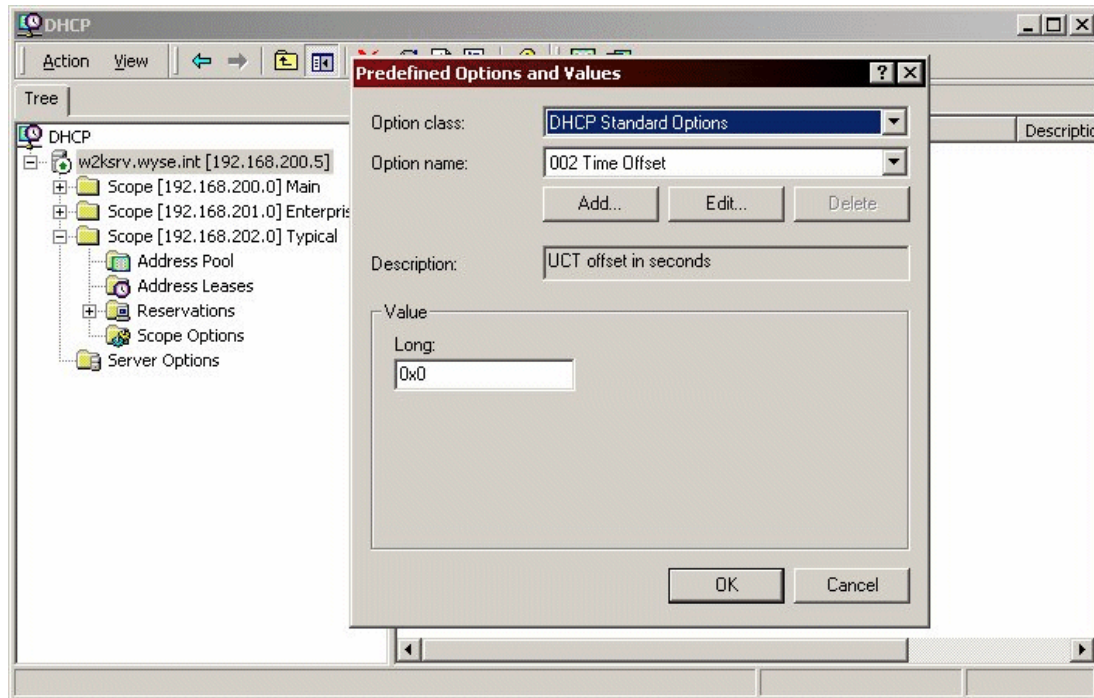 DHCP
Action View
Tree
DHCP
w2ksrv.wyse.int [192.168.200.5]
Scope [192.168.200.0] Main
Scope [192.168.201.0] Enterpris
Scope [192.168.202.0] Typical
Address Pool
Address Leases
Reservations
Scope Options
Server Options
Descriptio
Predefined Options and Values
Option class:
DHCP Standard Options
Option name:
002 Time Offset
Add...
Edit...
Delete
Description:
UCT offset in seconds
Value
Long:
0x0
OK
Cancel